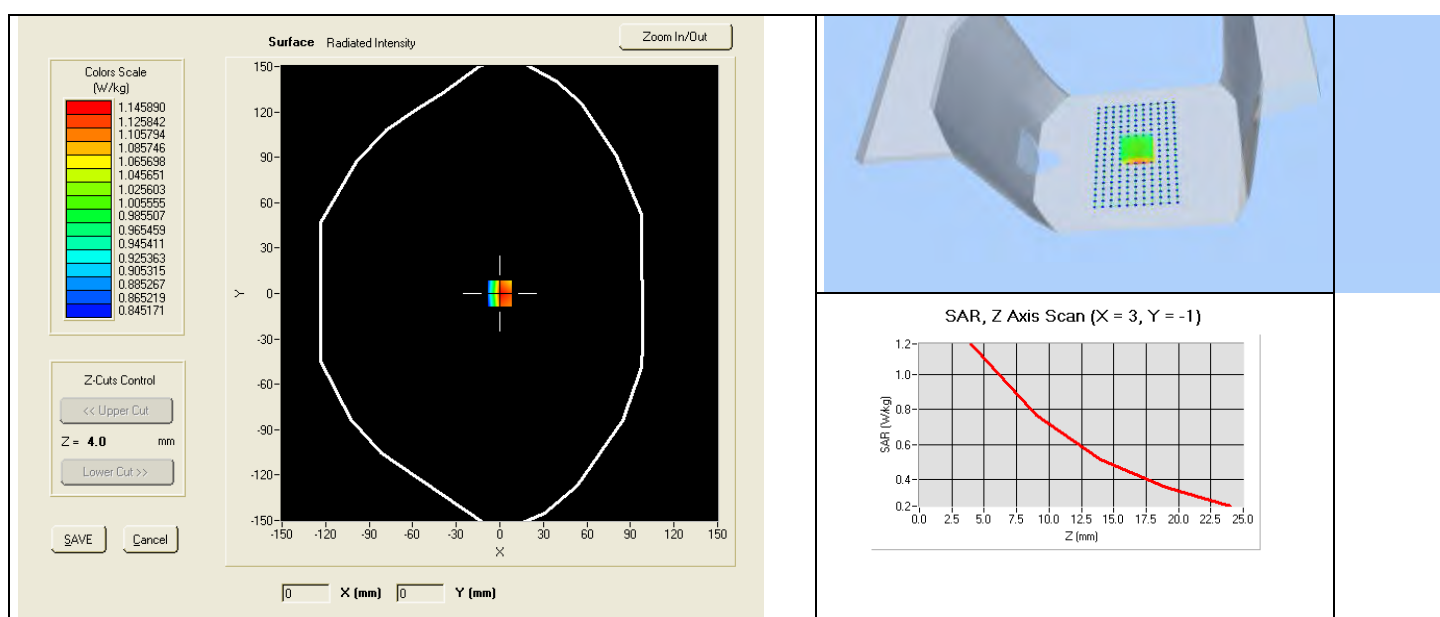 Surface Radiated Intensity
Zoom In/Out
Colors Scale
(W/kg)
1.145890
1.125842
1.105794
1.085746
1.065698
1.045651
1.025603
1.005555
0.985507
0.965459
0.945411
0.925363
0.905315
0.885267
0.865219
0.845171
Z-Cuts Control
<< Upper Cut
Z = 4.0 mm
Lower Cut >>
SAVE Cancel
Y
150
120
90
60
30
0
-30
-60
-90
-120
-150
-150 -120 -90 -60 -30 0 30 60 90 120 150
X
0 X (mm) 0 Y (mm)
SAR, Z Axis Scan (X = 3, Y = -1)
SAR (W/kg)
1.2
1.0
0.8
0.6
0.4
0.2
0.0 2.5 5.0 7.5 10.0 12.5 15.0 17.5 20.0 22.5 25.0
Z (mm)